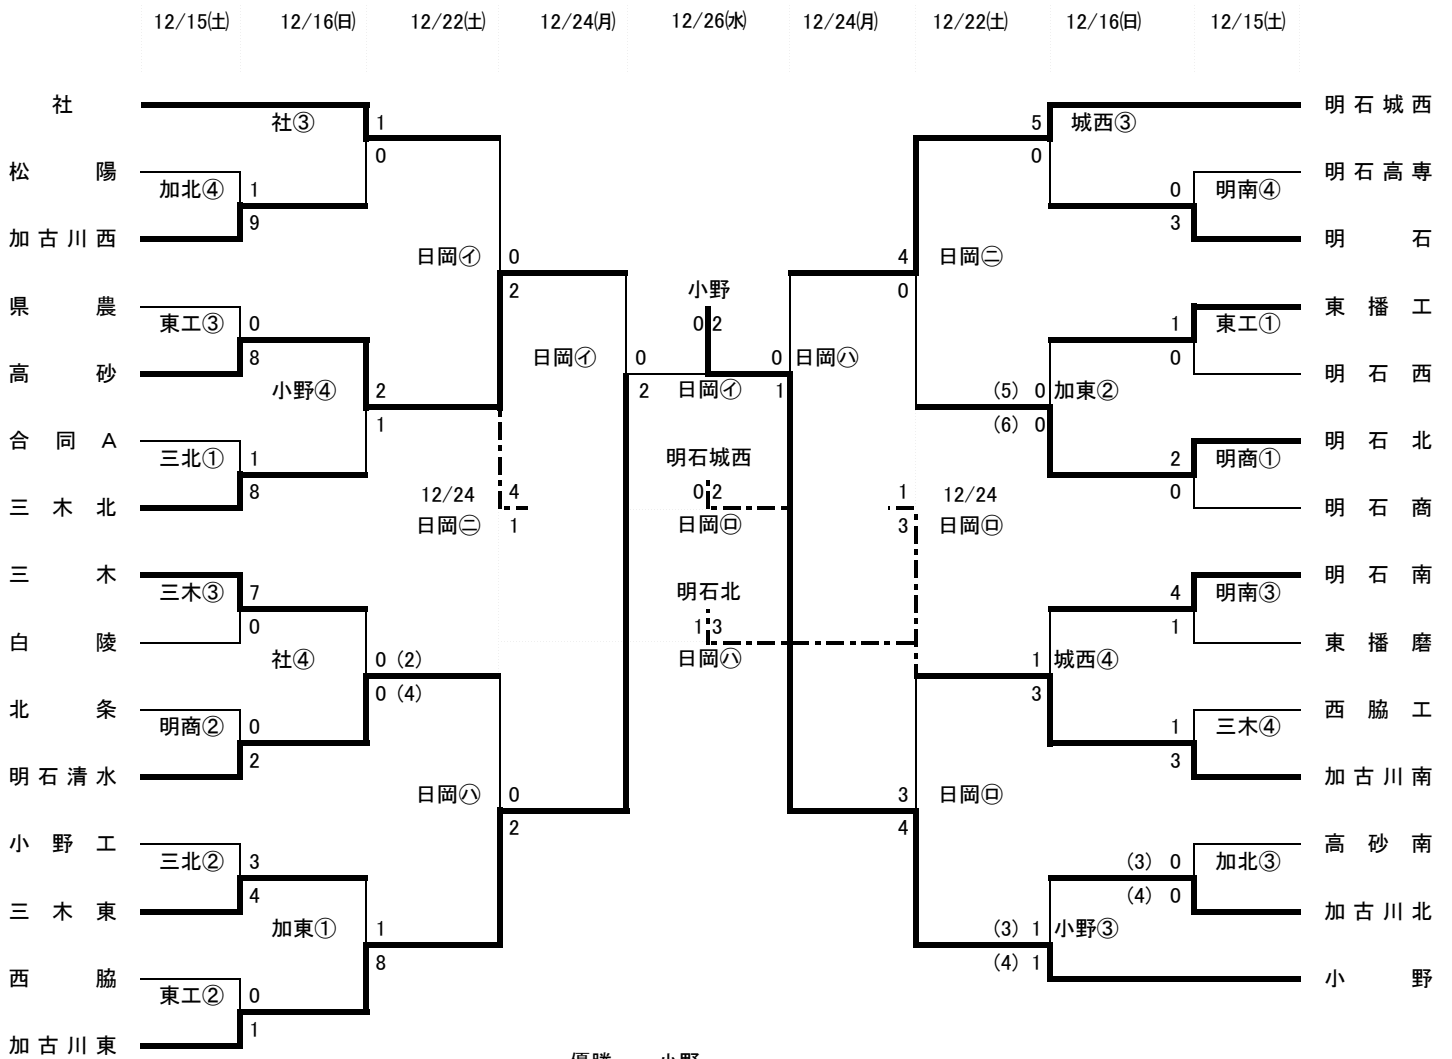 12/15㈯ 12/16㈰ 12/22㈯ 12/24㈪ 12/26㈬ 12/24㈪ 12/22㈯ 12/16㈰ 12/15㈯
社 明石城西
社③ 1 5 城西③
0 0
松陽 明石高専
加北④ 1 0 明南④
9 3
加古川西 明石
日岡㋑ 0 4 日岡㋥
2 0
小野
県農 東播工
東工③ 0 0 2 1 東工①
8 0
日岡㋑ 0 0 日岡㋩
高砂 明石西
小野④ 2 2 日岡㋑ 1 (5) 0 加東②
1 (6) 0
合同A 明石北
三北① 1 明石城西 2 明商①
8 0
12/24 4 0 2 1 12/24
三木北 明石商
日岡㋥ 1 日岡㋺ 3 日岡㋺
三木 明石南
三木③ 7 明石北 4 明南③
0 1 3 1
白陵 東播磨
社④ 0 (2) 日岡㋩ 1 城西④
0 (4) 3
北条 西脇工
明商② 0 1 三木④
2 3
明石清水 加古川南
日岡㋩ 0 3 日岡㋺
2 4
小野工 高砂南
三北② 3 (3) 0 加北③
4 (4) 0
三木東 加古川北
加東① 1 (3) 1 小野③
8 (4) 1
西脇 小野
東工② 0
1
加古川東
優勝 小野